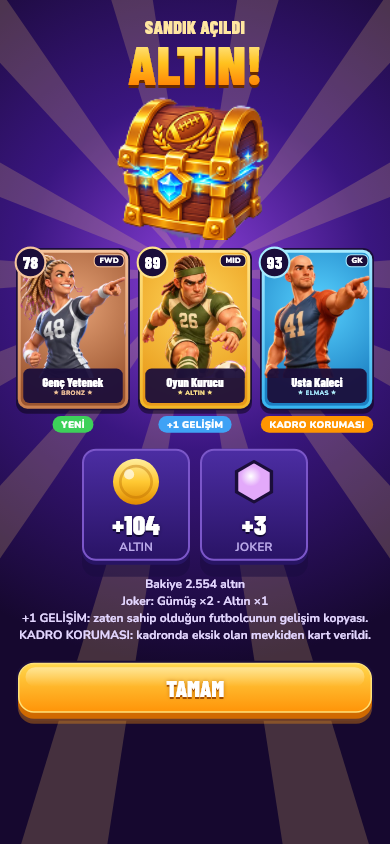 SANDIK AÇILDI
ALTIN!
78 FWD
48
Genç Yetenek
★ BRONZ ★
YENİ
89 MID
26
Oyun Kurucu
★ ALTIN ★
+1 GELİŞİM
93 GK
41
Usta Kaleci
★ ELMAS ★
KADRO KORUMASI
+104
ALTIN
+3
JOKER
Bakiye 2.554 altın
Joker: Gümüş ×2 · Altın ×1
+1 GELİŞİM: zaten sahip olduğun futbolcunun gelişim kopyası.
KADRO KORUMASI: kadronda eksik olan mevkiden kart verildi.
TAMAM